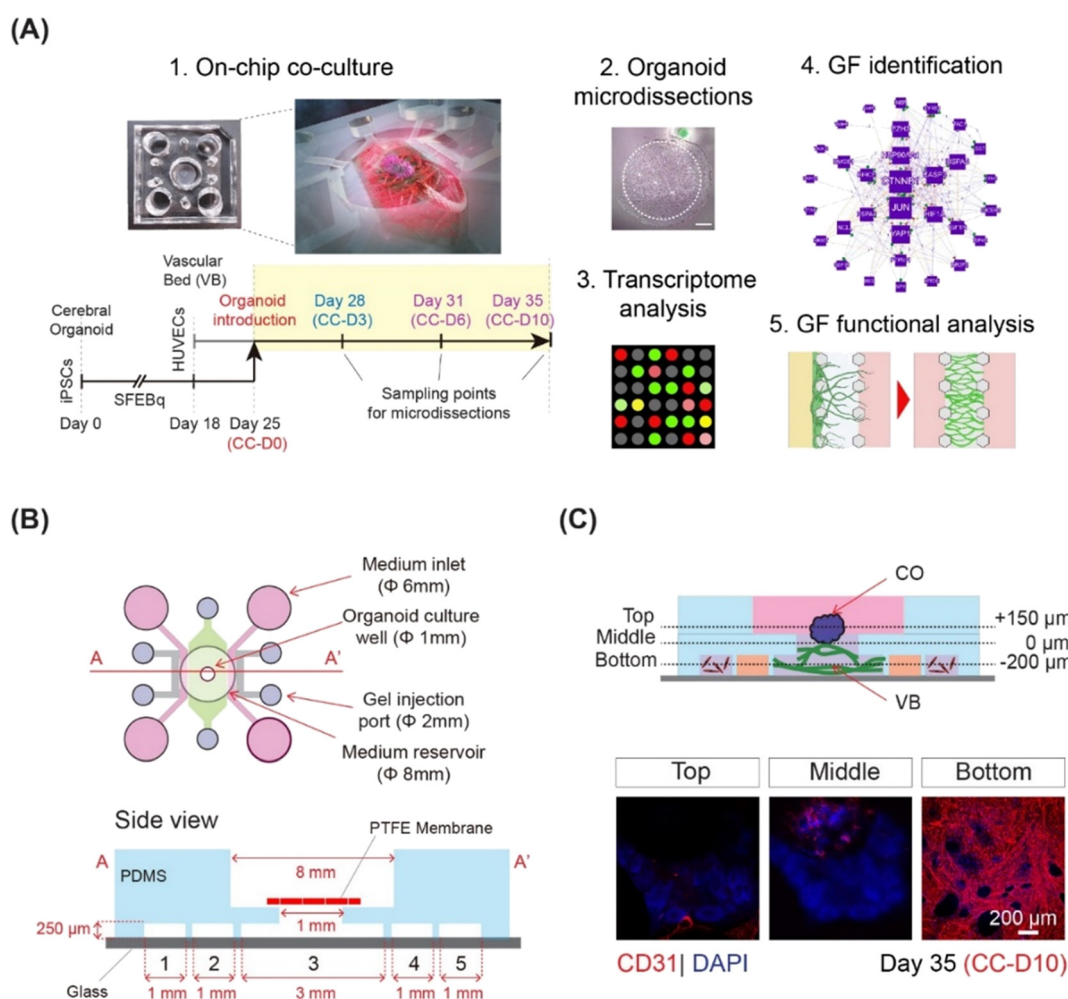 (A)
1. On-chip co-culture
2. Organoid
microdissections
4. GF identification
CTNNB1
JUN
YAP1
3. Transcriptome
analysis
5. GF functional analysis
Vascular
Bed (VB)
Cerebral
Organoid
Organoid
introduction
Day 28
(CC-D3)
Day 31
(CC-D6)
Day 35
(CC-D10)
iPSCs
HUVECs
SFEBq
Sampling points
for microdissections
Day 0
Day 18
Day 25
(CC-D0)
(B)
Medium inlet
(Φ 6mm)
Organoid culture
well (Φ 1mm)
A
A'
Gel injection
port (Φ 2mm)
Medium reservoir
(Φ 8mm)
Side view
PTFE Membrane
A
A'
PDMS
8 mm
1 mm
250 μm
1
2
3
4
5
Glass
1 mm
1 mm
3 mm
1 mm
1 mm
(C)
CO
Top
+150 μm
Middle
0 μm
Bottom
-200 μm
VB
Top
Middle
Bottom
200 μm
CD31| DAPI
Day 35 (CC-D10)